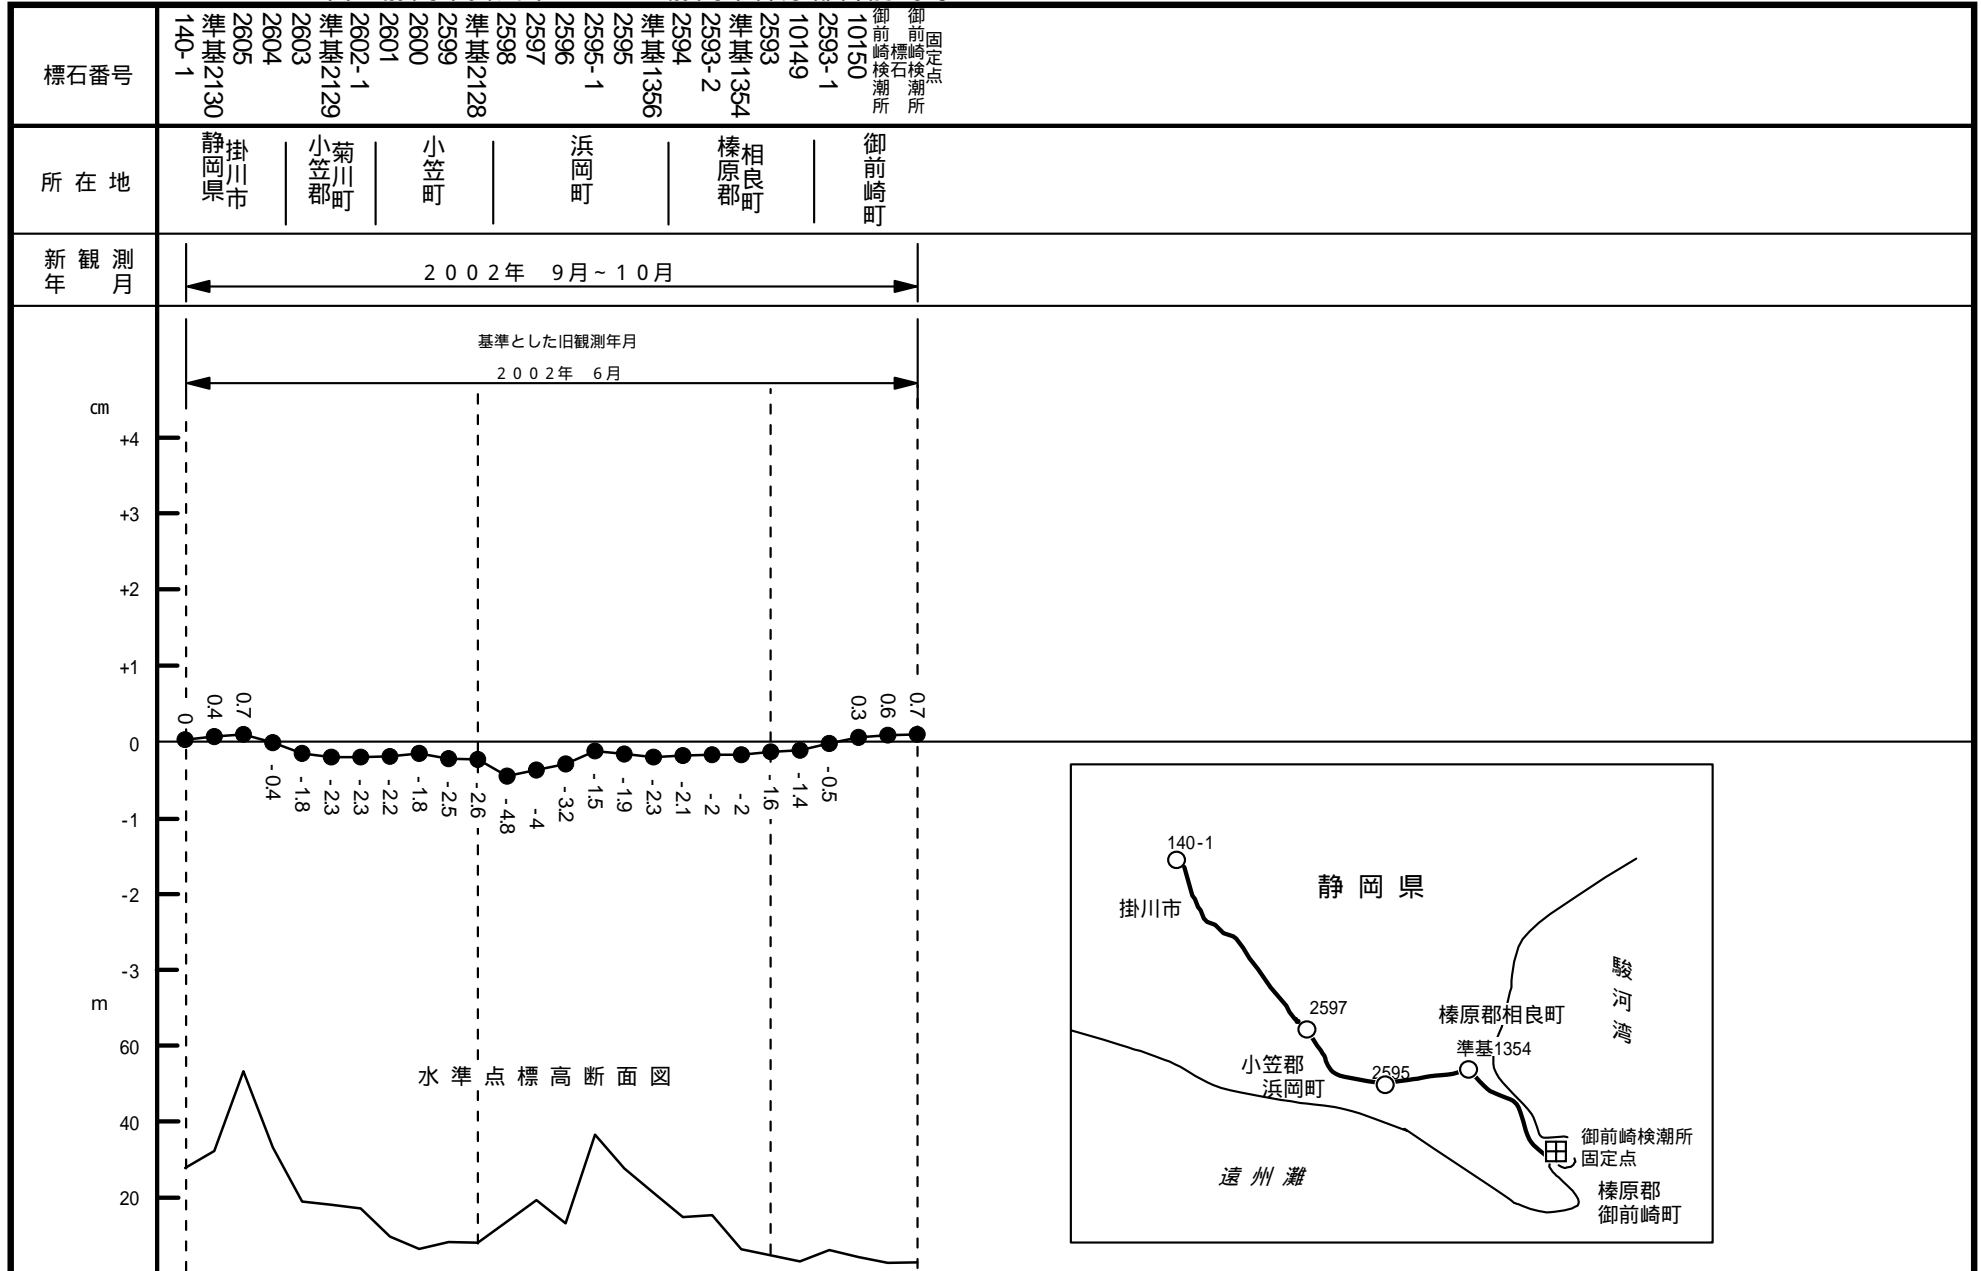 標石番号
140-1
準基2130
2605
2604
2603
準基2129
2602-1
2601
2600
2599
準基2128
2598
2597
2596
2595-1
2595
準基1356
2594
2593-2
準基1354
2593
10149
2593-1
10150
御前崎検潮所
標石
御前崎検潮所
固定点
所在地
静岡県
掛川市
小笠郡
菊川町
小笠町
浜岡町
榛原郡
相良町
御前崎町
新観測
年月
2002年 9月~10月
基準とした旧観測年月
2002年 6月
cm
+4
+3
+2
+1
0
-1
-2
-3
0
0.4
0.7
-0.4
-1.8
-2.3
-2.3
-2.2
-1.8
-2.5
-2.6
-4.8
-4
-3.2
-1.5
-1.9
-2.3
-2.1
-2
-2
-1.6
-1.4
-0.5
0.3
0.6
0.7
m
60
40
20
水準点標高断面図
140-1
静岡県
掛川市
駿河湾
2597
榛原郡相良町
準基1354
小笠郡
浜岡町
2595
御前崎検潮所
固定点
遠州灘
榛原郡
御前崎町